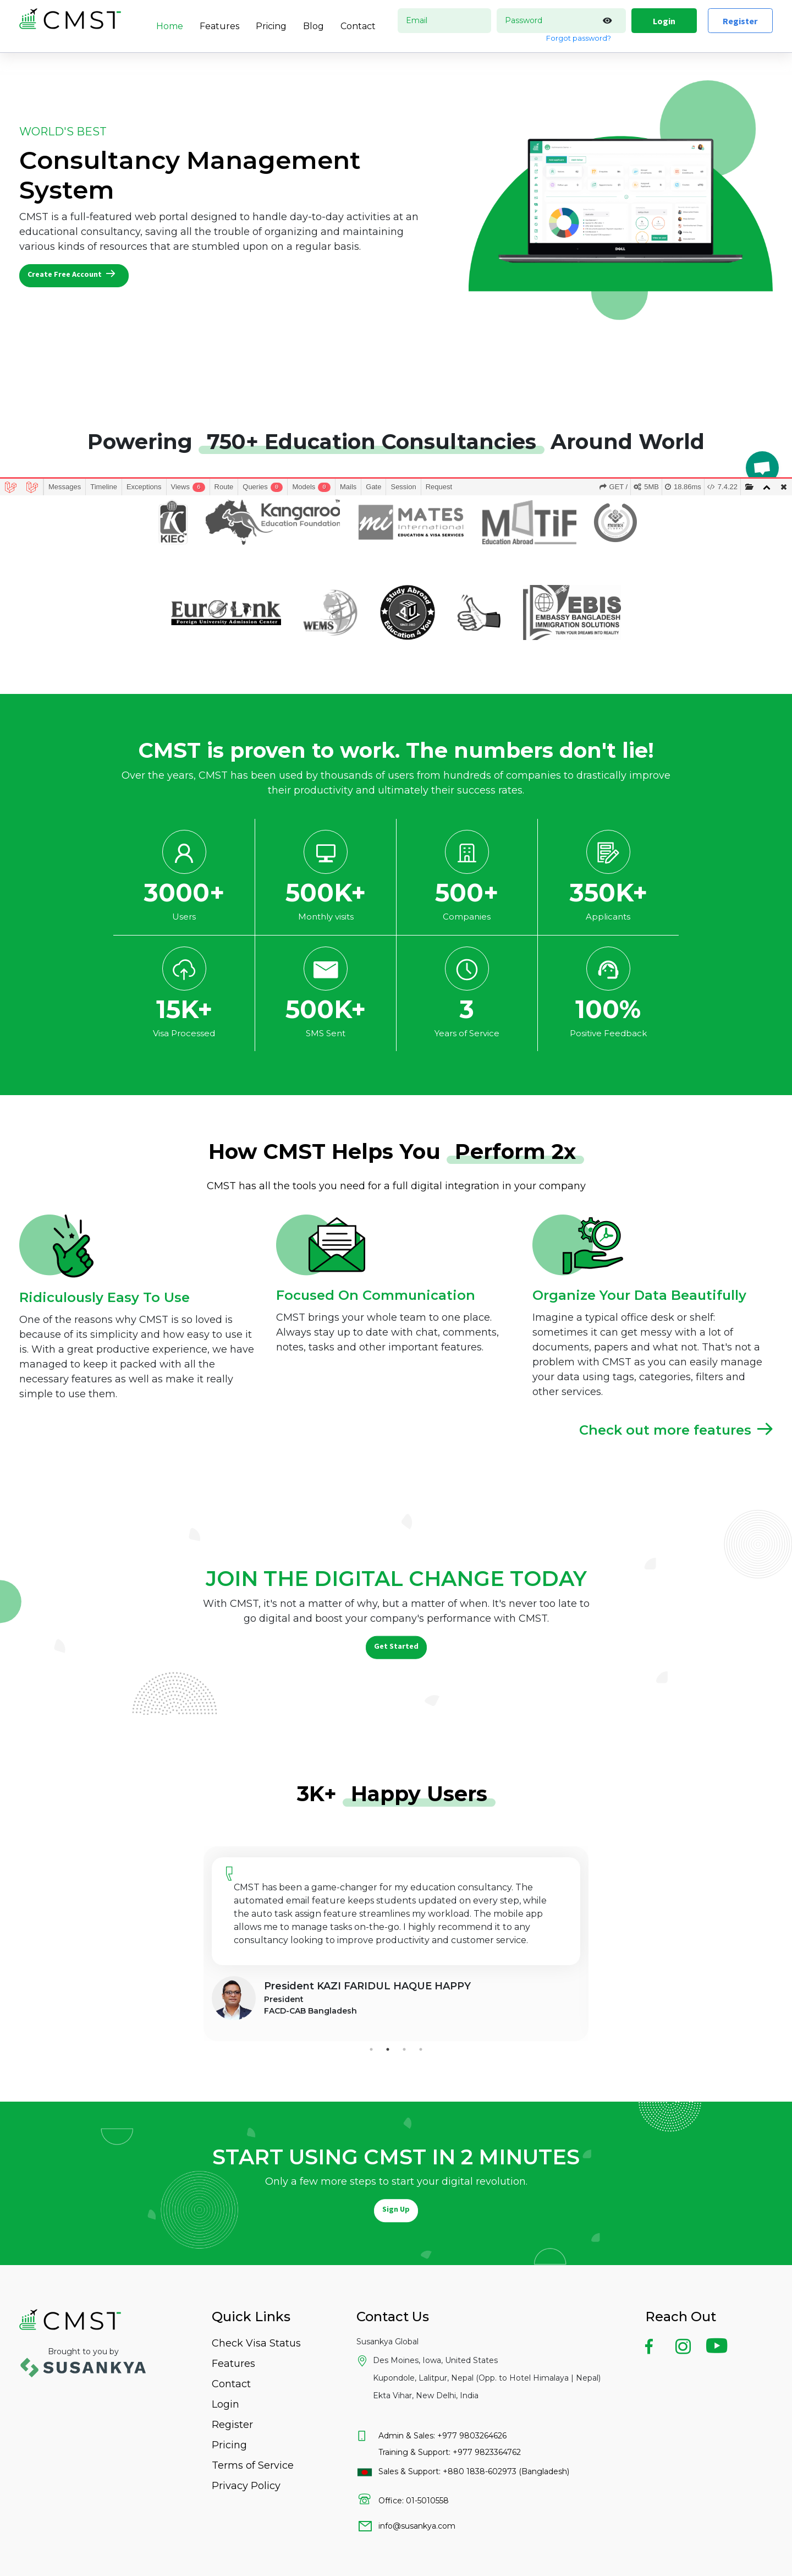 CMST
Home Features Pricing Blog Contact
Email
Password
Login
Register
Forgot password?
WORLD'S BEST
Consultancy Management
System
CMST is a full-featured web portal designed to handle day-to-day activities at an
educational consultancy, saving all the trouble of organizing and maintaining
various kinds of resources that are stumbled upon on a regular basis.
Create Free Account
DELL
Powering 750+ Education Consultancies Around World
Messages Timeline Exceptions Views 0 Route Queries 0 Models 0 Mails Gate Session Request GET / 5MB 18.86ms 7.4.22
KIEC
Kangaroo™
Education Foundation
mi MATES
International
EDUCATION & VISA SERVICES
MTiF
Education Abroad
EuroLink
Foreign University Admission Center
WEMS
Study Abroad
Education 4 You
EBIS
EMBASSY BANGLADESH
IMMIGRATION SOLUTIONS
TURN YOUR DREAMS INTO REALITY
CMST is proven to work. The numbers don't lie!
Over the years, CMST has been used by thousands of users from hundreds of companies to drastically improve
their productivity and ultimately their success rates.
3000+ 500K+ 500+ 350K+
Users Monthly visits Companies Applicants
15K+ 500K+ 3 100%
Visa Processed SMS Sent Years of Service Positive Feedback
How CMST Helps You Perform 2x
CMST has all the tools you need for a full digital integration in your company
Ridiculously Easy To Use
One of the reasons why CMST is so loved is
because of its simplicity and how easy to use it
is. With a great productive experience, we have
managed to keep it packed with all the
necessary features as well as make it really
simple to use them.
Focused On Communication
CMST brings your whole team to one place.
Always stay up to date with chat, comments,
notes, tasks and other important features.
Organize Your Data Beautifully
Imagine a typical office desk or shelf:
sometimes it can get messy with a lot of
documents, papers and what not. That's not a
problem with CMST as you can easily manage
your data using tags, categories, filters and
other services.
Check out more features
JOIN THE DIGITAL CHANGE TODAY
With CMST, it's not a matter of why, but a matter of when. It's never too late to
go digital and boost your company's performance with CMST.
Get Started
3K+ Happy Users
CMST has been a game-changer for my education consultancy. The
automated email feature keeps students updated on every step, while
the auto task assign feature streamlines my workload. The mobile app
allows me to manage tasks on-the-go. I highly recommend it to any
consultancy looking to improve productivity and customer service.
President KAZI FARIDUL HAQUE HAPPY
President
FACD-CAB Bangladesh
START USING CMST IN 2 MINUTES
Only a few more steps to start your digital revolution.
Sign Up
CMST
Brought to you by
SUSANKYA
Quick Links
Check Visa Status
Features
Contact
Login
Register
Pricing
Terms of Service
Privacy Policy
Contact Us
Susankya Global
Des Moines, Iowa, United States
Kupondole, Lalitpur, Nepal (Opp. to Hotel Himalaya | Nepal)
Ekta Vihar, New Delhi, India
Admin & Sales: +977 9803264626
Training & Support: +977 9823364762
Sales & Support: +880 1838-602973 (Bangladesh)
Office: 01-5010558
info@susankya.com
Reach Out